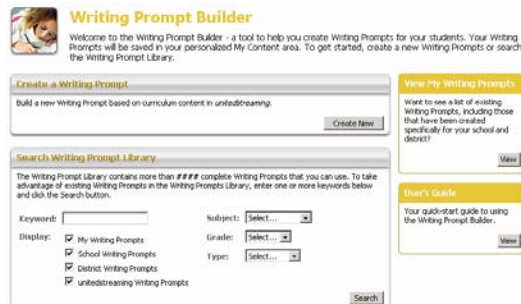 Writing Prompt Builder
Welcome to the Writing Prompt Builder - a tool to help you create Writing Prompts for your students. Your Writing
Prompts will be saved in your personalized My Content area. To get started, create a new Writing Prompts or search
the Writing Prompt Library.
Create a Writing Prompt
Build a new Writing Prompt based on curriculum content in unitedstreaming.
Create New
Search Writing Prompt Library
The Writing Prompt Library contains more than #### complete Writing Prompts that you can use. To take
advantage of existing Writing Prompts in the Writing Prompts Library, enter one or more keywords below
and click the Search button.
Keyword:
Display:
My Writing Prompts
School Writing Prompts
District Writing Prompts
unitedstreaming Writing Prompts
Subject: Select...
Grade: Select...
Type: Select...
Search
View My Writing Prompts
Want to see a list of existing
Writing Prompts, including those
that have been created
specifically for your school and
district?
View
User's Guide
Your quick-start guide to using
the Writing Prompt Builder.
View